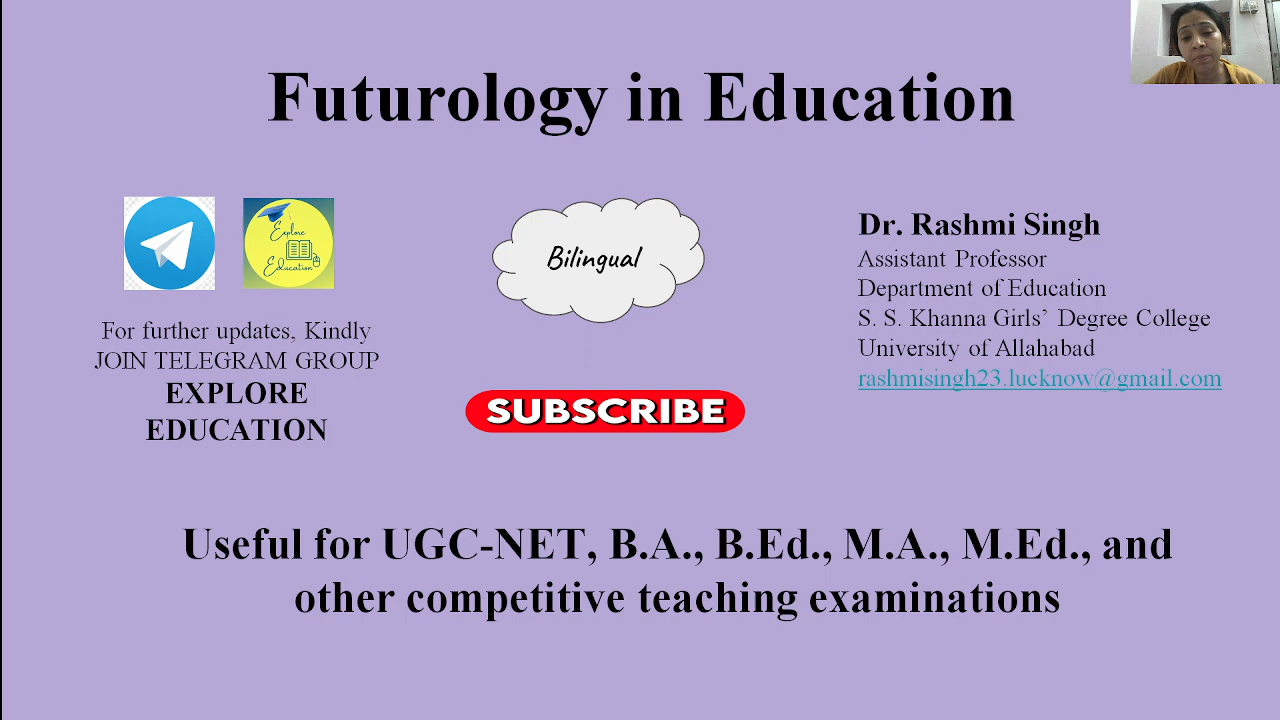 Futurology in Education
Explore
Education
For further updates, Kindly
JOIN TELEGRAM GROUP
EXPLORE
EDUCATION
Bilingual
SUBSCRIBE
Dr. Rashmi Singh
Assistant Professor
Department of Education
S. S. Khanna Girls’ Degree College
University of Allahabad
rashmisingh23.lucknow@gmail.com
Useful for UGC-NET, B.A., B.Ed., M.A., M.Ed., and
other competitive teaching examinations